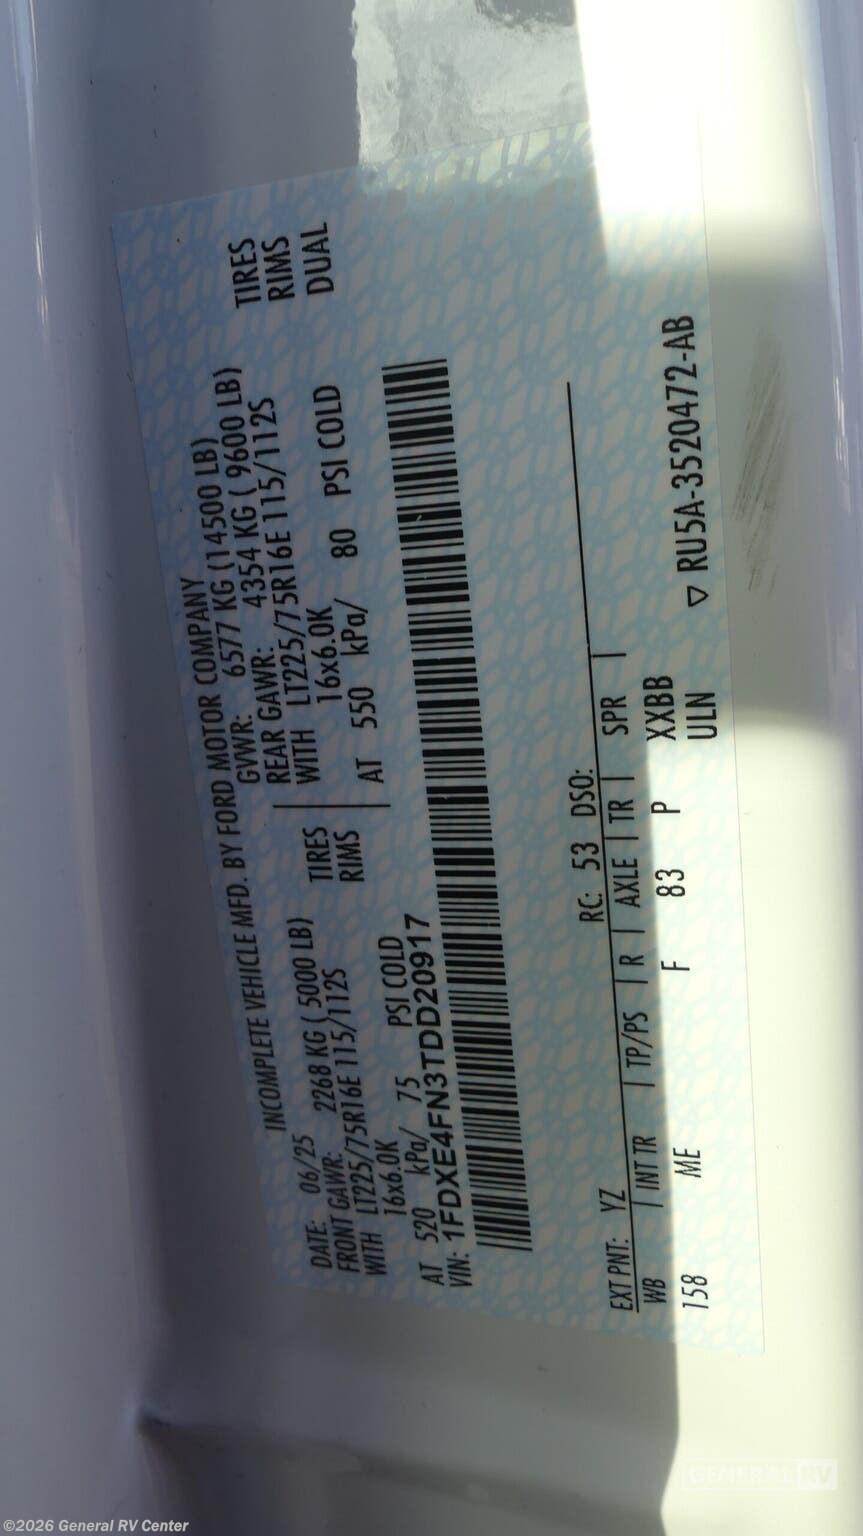 INCOMPLETE VEHICLE MFD. BY FORD MOTOR COMPANY
DATE: 06/25 GVWR: 6577 KG (14500 LB)
FRONT GAWR: 2268 KG ( 5000 LB) REAR GAWR: 4354 KG ( 9600 LB)
WITH LT225/75R16E 115/112S TIRES WITH LT225/75R16E 115/112S TIRES
16x6.0K RIMS 16x6.0K RIMS
AT 520 kPa/ 75 PSI COLD AT 550 kPa/ 80 PSI COLD DUAL
VIN: 1FDXE4FN3TDD20917
EXT PNT: YZ RC: 53 DSO:
WB | INT TR | TP/PS | R | AXLE | TR | SPR |
158 ME F 83 P XXBB
ULN
▽ RU5A-3520472-AB
GENERAL RV
©2026 General RV Center